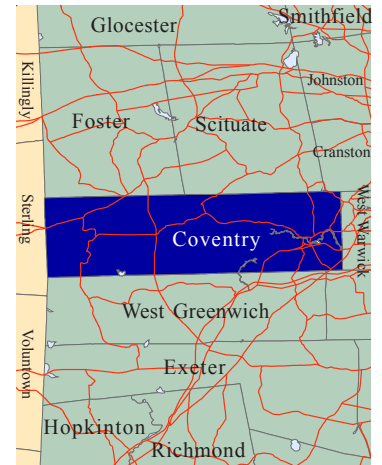 Smithfield
Glocester
Killingly
Johnston
Foster
Scituate
Cranston
Sterling
West Warwick
Coventry
West Greenwich
Voluntown
Exeter
Hopkinton
Richmond